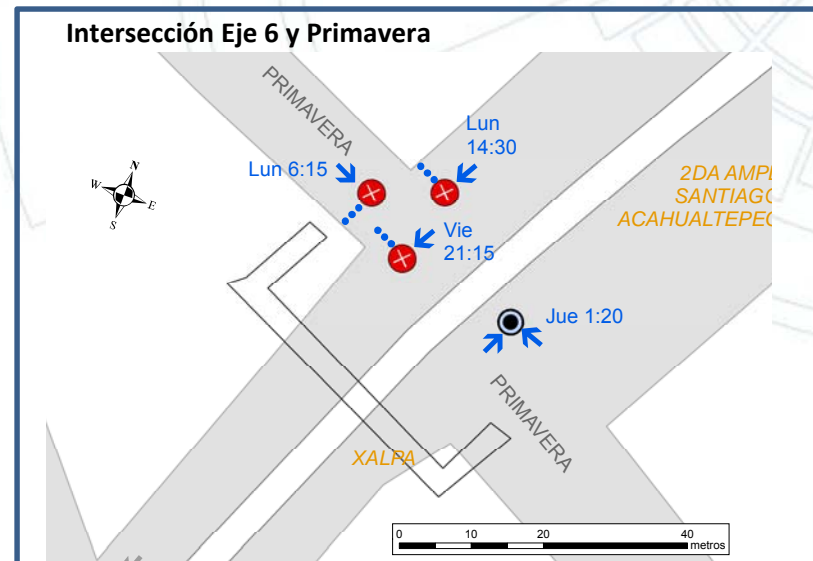 Intersección Eje 6 y Primavera
PRIMAVERA
Lun
14:30
Lun 6:15
N
W
E
S
2DA AMPL
SANTIAGO
ACAHUALTEPEC
Vie
21:15
Jue 1:20
PRIMAVERA
XALPA
0 10 20 40
metros